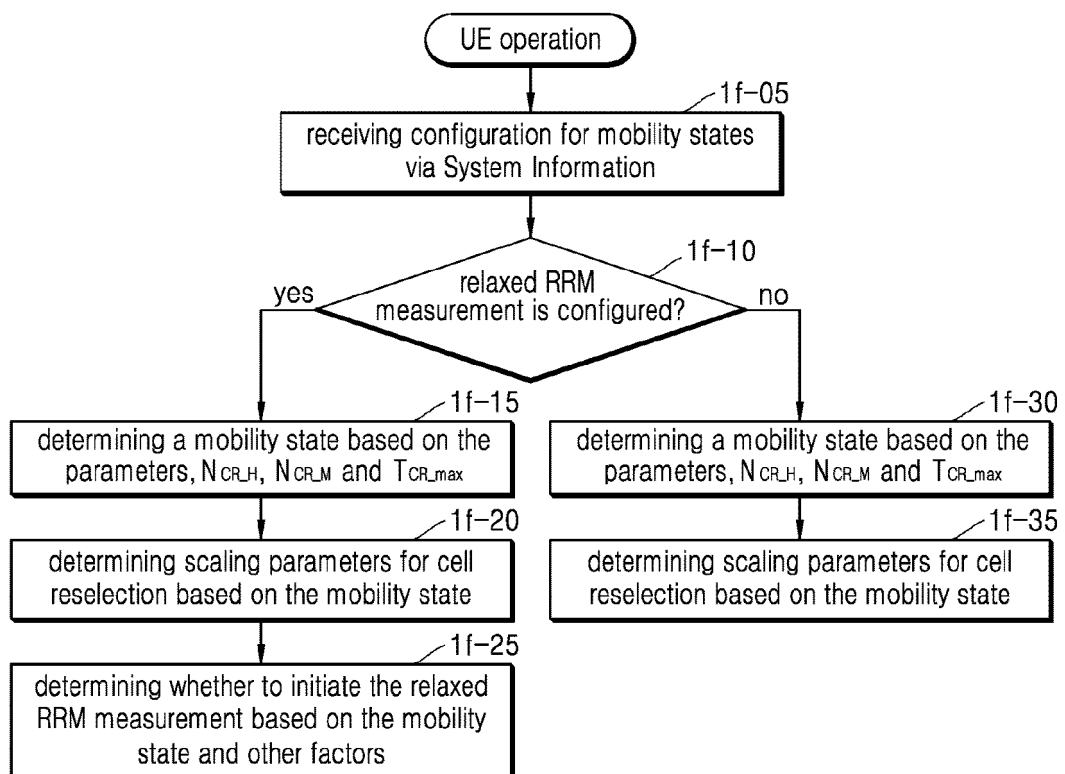 UE operation
1f-05
receiving configuration for mobility states
via System Information
1f-10
relaxed RRM
measurement is configured?
yes
no
1f-15
determining a mobility state based on the
parameters, NCR_H, NCR_M and TCR_max
1f-30
determining a mobility state based on the
parameters, NCR_H, NCR_M and TCR_max
1f-20
determining scaling parameters for cell
reselection based on the mobility state
1f-35
determining scaling parameters for cell
reselection based on the mobility state
1f-25
determining whether to initiate the relaxed
RRM measurement based on the mobility
state and other factors